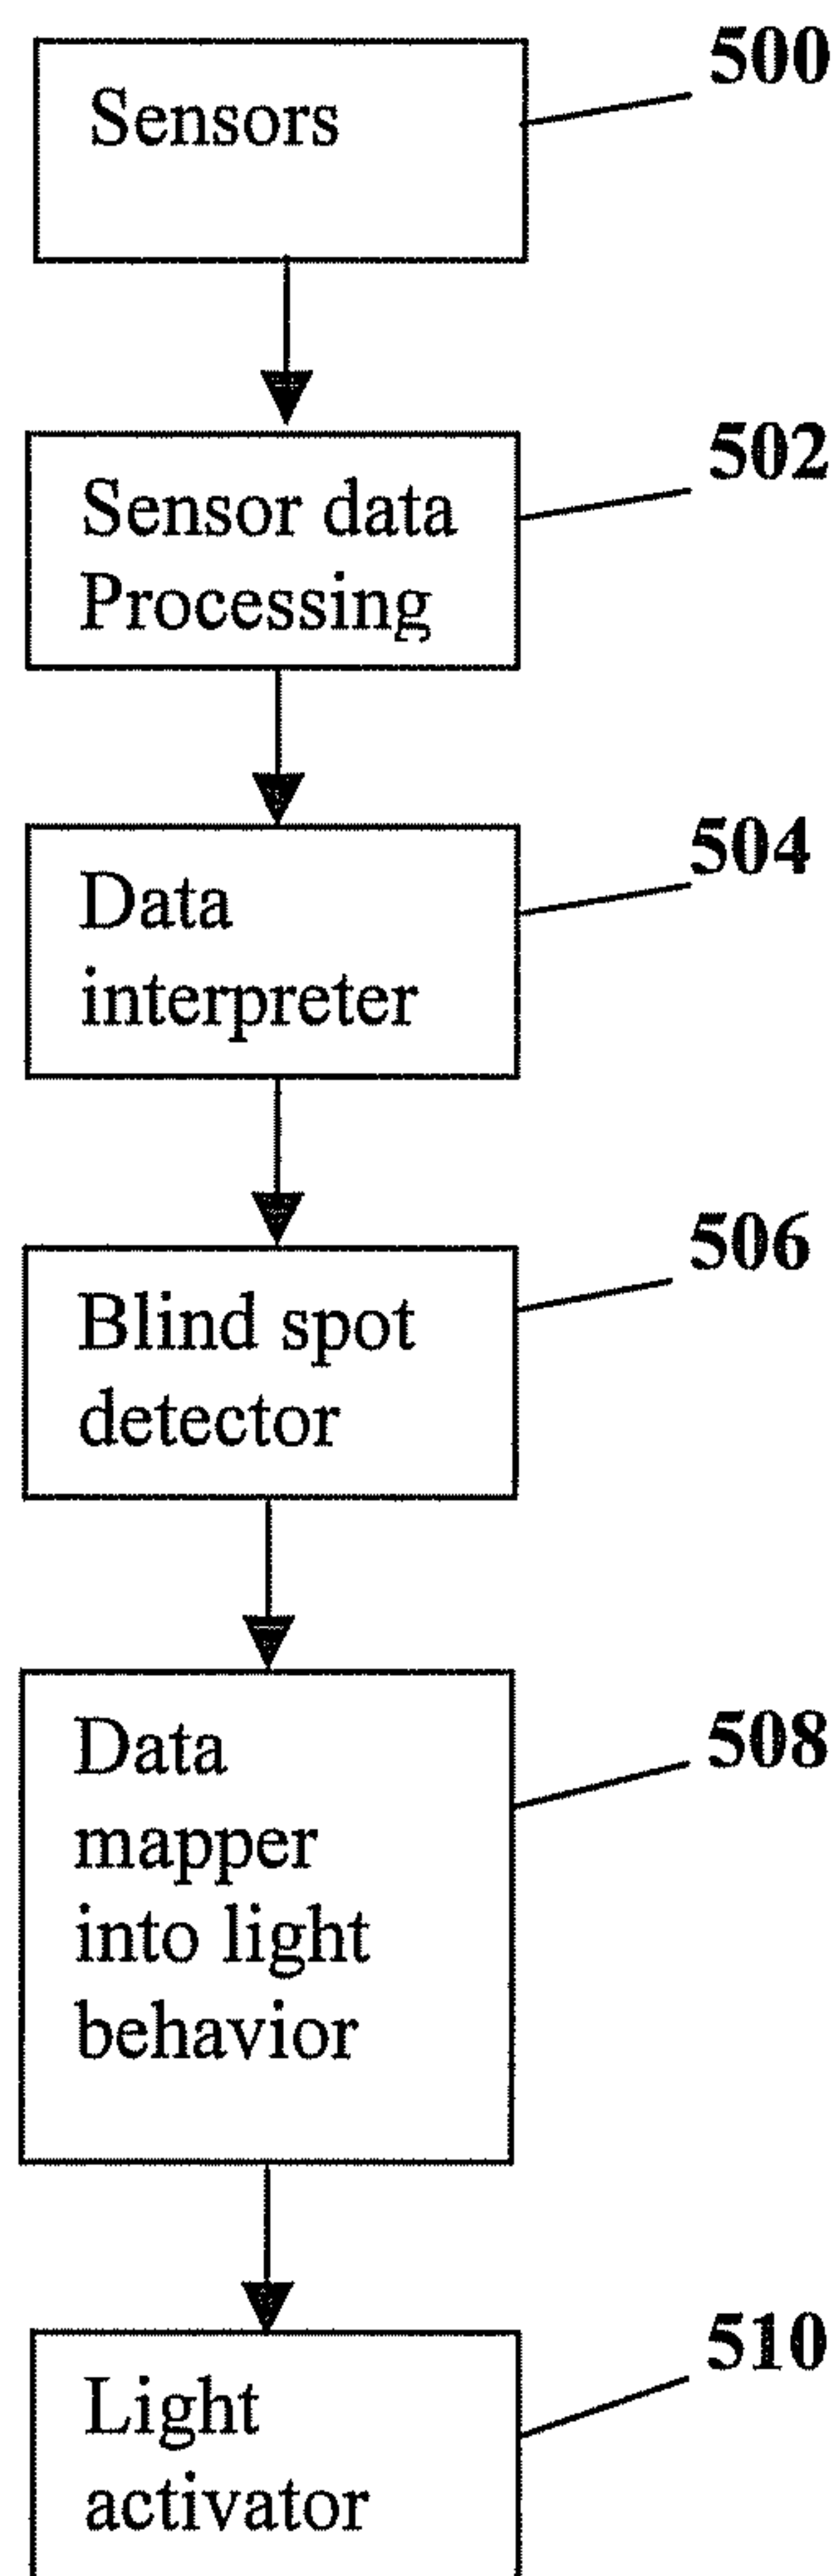 500
Sensors
502
Sensor data
Processing
504
Data
interpreter
506
Blind spot
detector
508
Data
mapper
into light
behavior
510
Light
activator